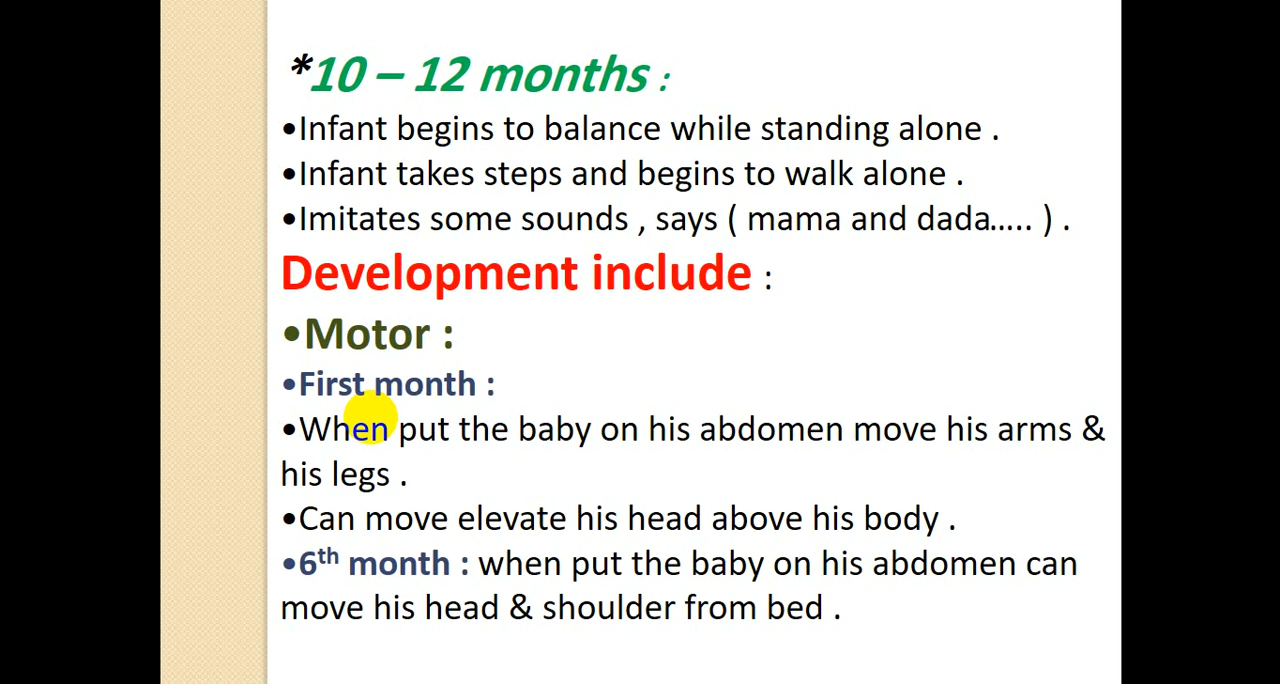 *10 – 12 months :
•Infant begins to balance while standing alone .
•Infant takes steps and begins to walk alone .
•Imitates some sounds , says ( mama and dada….. ) .
Development include :
•Motor :
•First month :
•When put the baby on his abdomen move his arms &
his legs .
•Can move elevate his head above his body .
•6th month : when put the baby on his abdomen can
move his head & shoulder from bed .